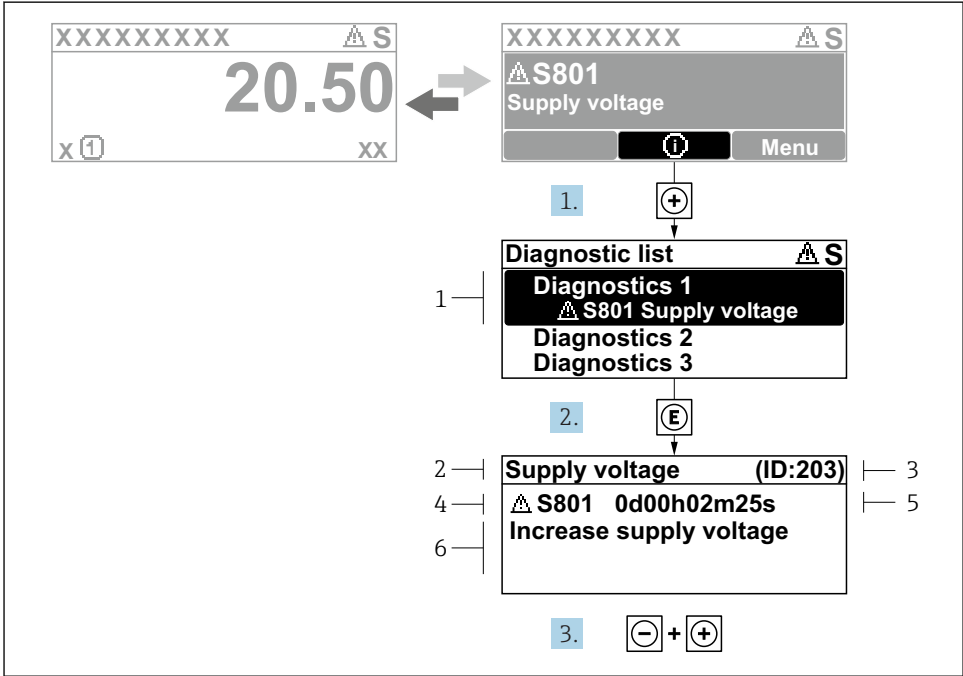 XXXXXXXXX ⚠ S
20.50
x ① XX
XXXXXXXXX ⚠ S
⚠ S801
Supply voltage
ⓘ Menu
1. +
Diagnostic list ⚠ S
1
Diagnostics 1
⚠ S801 Supply voltage
Diagnostics 2
Diagnostics 3
2. E
2 Supply voltage (ID:203) 3
4 ⚠ S801 0d00h02m25s 5
6 Increase supply voltage
3. − + +